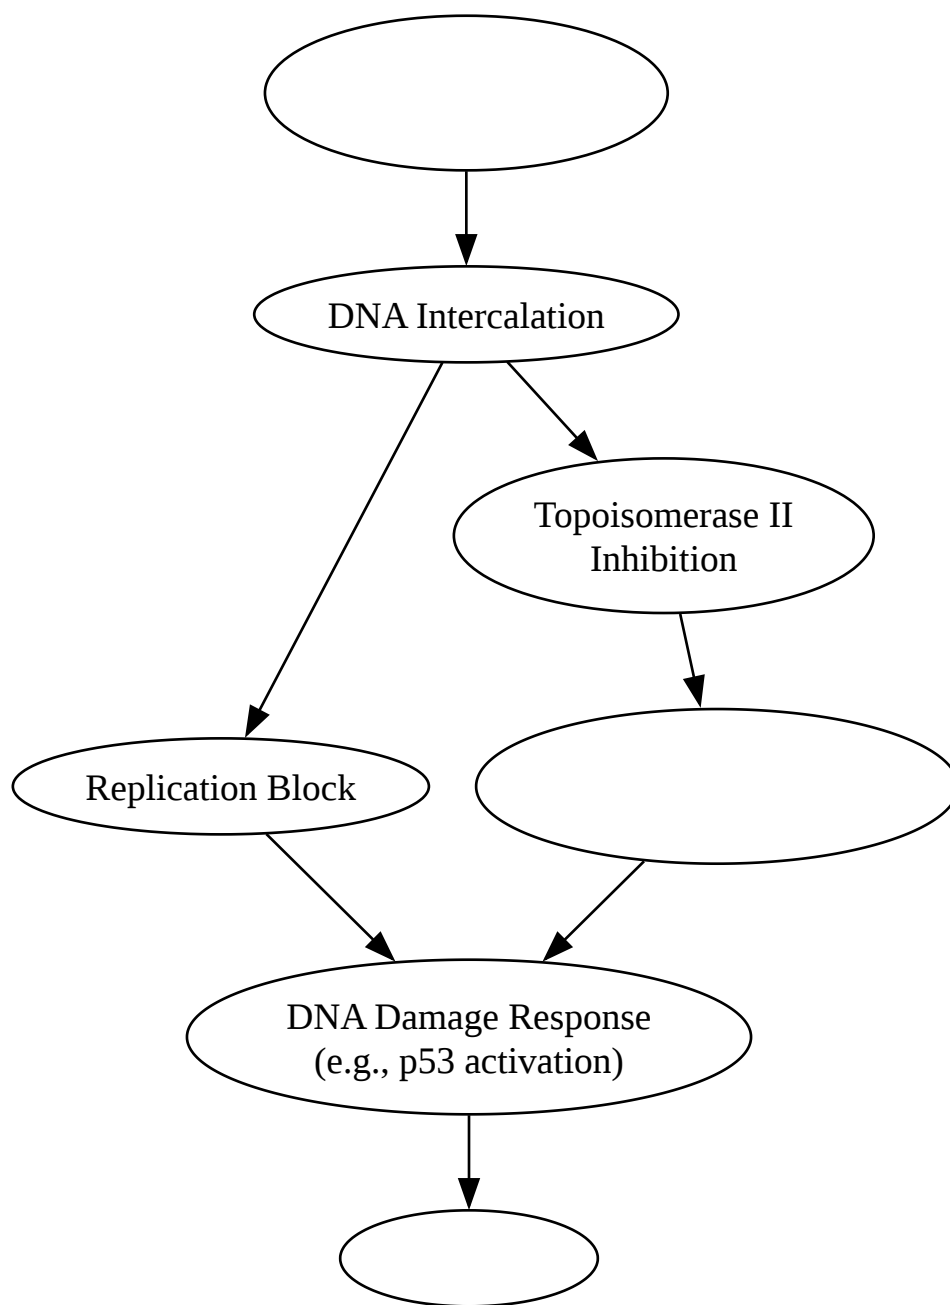 DNA Intercalation
Topoisomerase II
Inhibition
Replication Block
DNA Damage Response
(e.g., p53 activation)